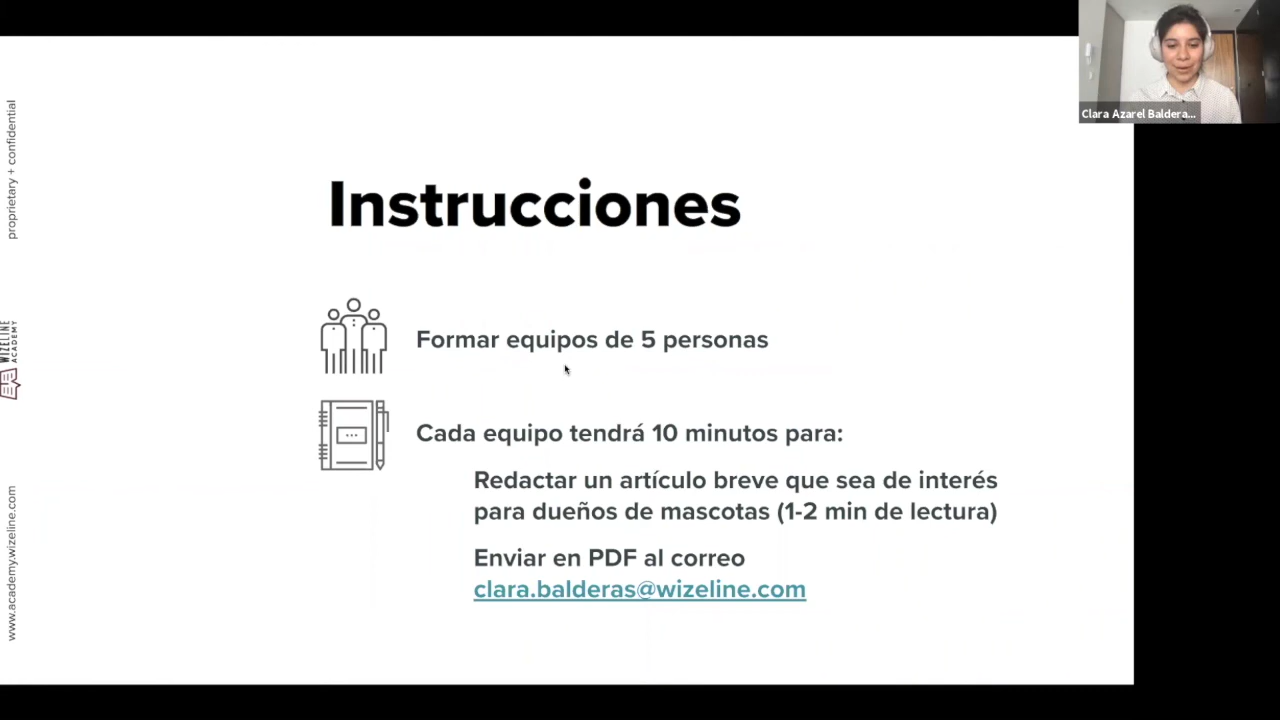 proprietary + confidential
WIZELINE
ACADEMY
www.academy.wizeline.com
Clara Azarel Baldera...
Instrucciones
Formar equipos de 5 personas
Cada equipo tendrá 10 minutos para:
Redactar un artículo breve que sea de interés
para dueños de mascotas (1-2 min de lectura)
Enviar en PDF al correo
clara.balderas@wizeline.com